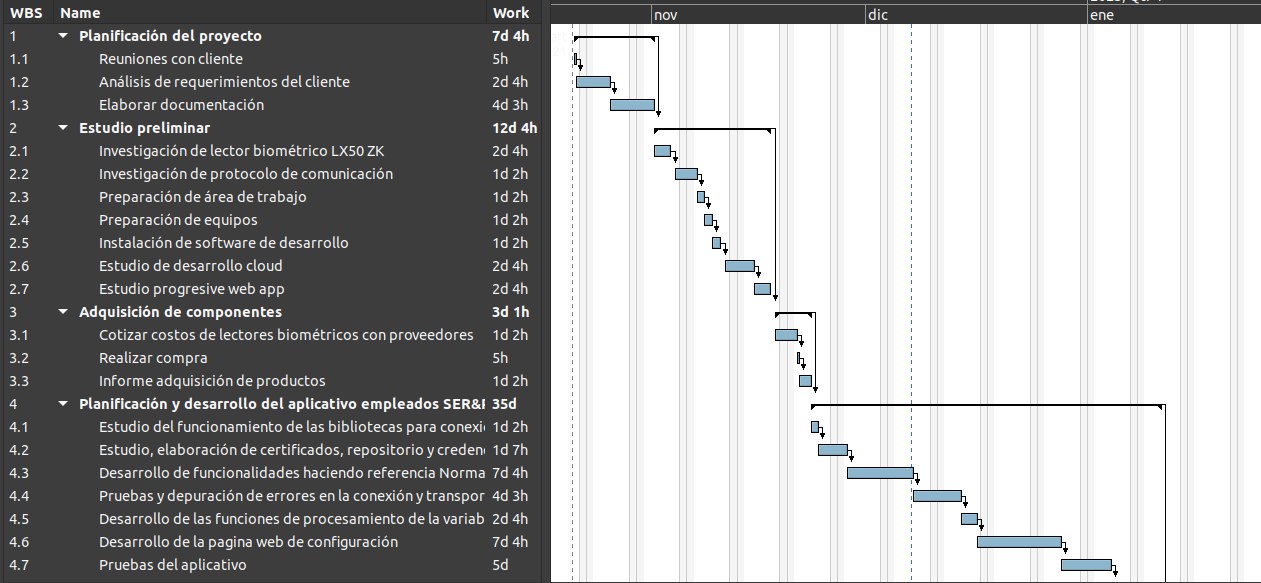 WBS Name Work
nov dic ene
1 Planificación del proyecto 7d 4h
1.1 Reuniones con cliente 5h
1.2 Análisis de requerimientos del cliente 2d 4h
1.3 Elaborar documentación 4d 3h
2 Estudio preliminar 12d 4h
2.1 Investigación de lector biométrico LX50 ZK 2d 4h
2.2 Investigación de protocolo de comunicación 1d 2h
2.3 Preparación de área de trabajo 1d 2h
2.4 Preparación de equipos 1d 2h
2.5 Instalación de software de desarrollo 1d 2h
2.6 Estudio de desarrollo cloud 2d 4h
2.7 Estudio progresive web app 2d 4h
3 Adquisición de componentes 3d 1h
3.1 Cotizar costos de lectores biométricos con proveedores 1d 2h
3.2 Realizar compra 5h
3.3 Informe adquisición de productos 1d 2h
4 Planificación y desarrollo del aplicativo empleados 35d
4.1 Estudio del funcionamiento de las bibliotecas para 1d 2h
4.2 Estudio, elaboración de certificados, repositorio y 1d 7h
4.3 Desarrollo de funcionalidades haciendo referencia Norma 7d 4h
4.4 Pruebas y depuración de errores en la conexión y 4d 3h
4.5 Desarrollo de las funciones de procesamiento de la 2d 4h
4.6 Desarrollo de la pagina web de configuración 7d 4h
4.7 Pruebas del aplicativo 5d